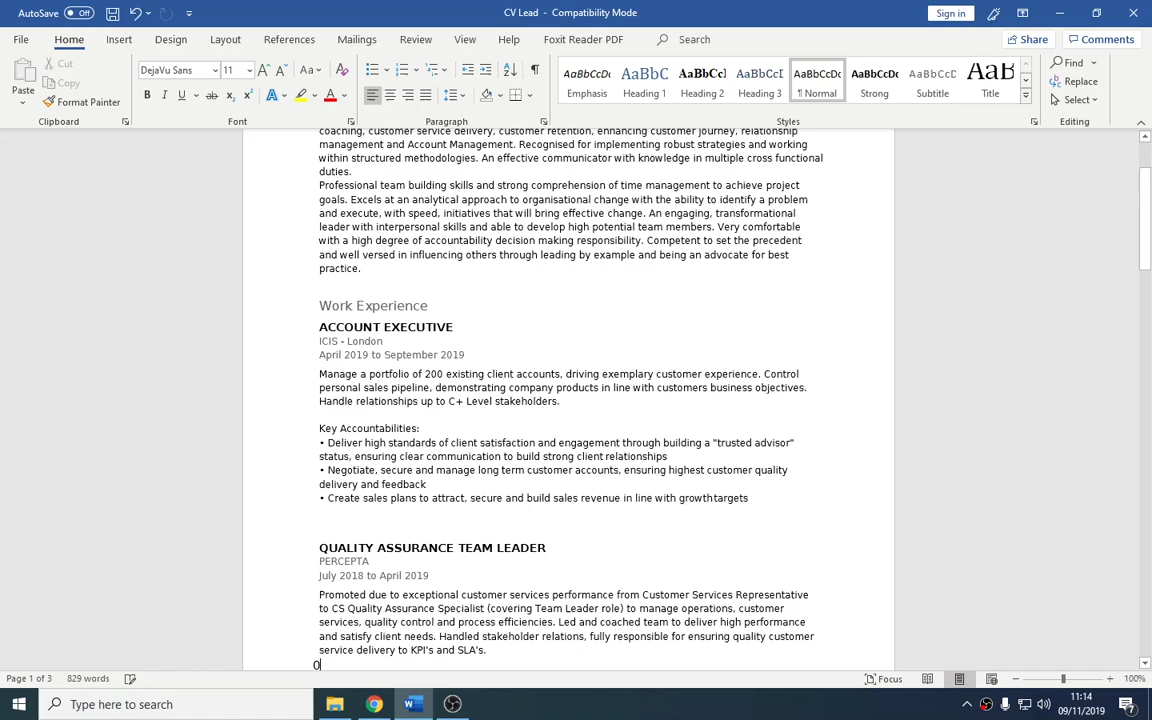 AutoSave Off CV Lead - Compatibility Mode Sign in
File Home Insert Design Layout References Mailings Review View Help Foxit Reader PDF Search Share Comments
Paste Cut Copy Format Painter
DejaVu Sans 11 Aa
B I U ab x2 x2 A A
AaBbCcDc AaBbC AaBbCcI AaBbCcI AaBbCcDc AaBbCcDc AaBbCcDc AaB
Emphasis Heading 1 Heading 2 Heading 3 ¶ Normal Strong Subtitle Title
Find
Replace
Select
Clipboard Font Paragraph Styles Editing
coaching, customer service delivery, customer retention, enhancing customer journey, relationship
management and Account Management. Recognised for implementing robust strategies and working
within structured methodologies. An effective communicator with knowledge in multiple cross functional
duties.
Professional team building skills and strong comprehension of time management to achieve project
goals. Excels at an analytical approach to organisational change with the ability to identify a problem
and execute, with speed, initiatives that will bring effective change. An engaging, transformational
leader with interpersonal skills and able to develop high potential team members. Very comfortable
with a high degree of accountability decision making responsibility. Competent to set the precedent
and well versed in influencing others through leading by example and being an advocate for best
practice.
Work Experience
ACCOUNT EXECUTIVE
ICIS - London
April 2019 to September 2019
Manage a portfolio of 200 existing client accounts, driving exemplary customer experience. Control
personal sales pipeline, demonstrating company products in line with customers business objectives.
Handle relationships up to C+ Level stakeholders.
Key Accountabilities:
• Deliver high standards of client satisfaction and engagement through building a "trusted advisor"
status, ensuring clear communication to build strong client relationships
• Negotiate, secure and manage long term customer accounts, ensuring highest customer quality
delivery and feedback
• Create sales plans to attract, secure and build sales revenue in line with growth targets
QUALITY ASSURANCE TEAM LEADER
PERCEPTA
July 2018 to April 2019
Promoted due to exceptional customer services performance from Customer Services Representative
to CS Quality Assurance Specialist (covering Team Leader role) to manage operations, customer
services, quality control and process efficiencies. Led and coached team to deliver high performance
and satisfy client needs. Handled stakeholder relations, fully responsible for ensuring quality customer
service delivery to KPI's and SLA's.
0
Page 1 of 3 829 words Focus 100%
Type here to search 11:14
09/11/2019 7